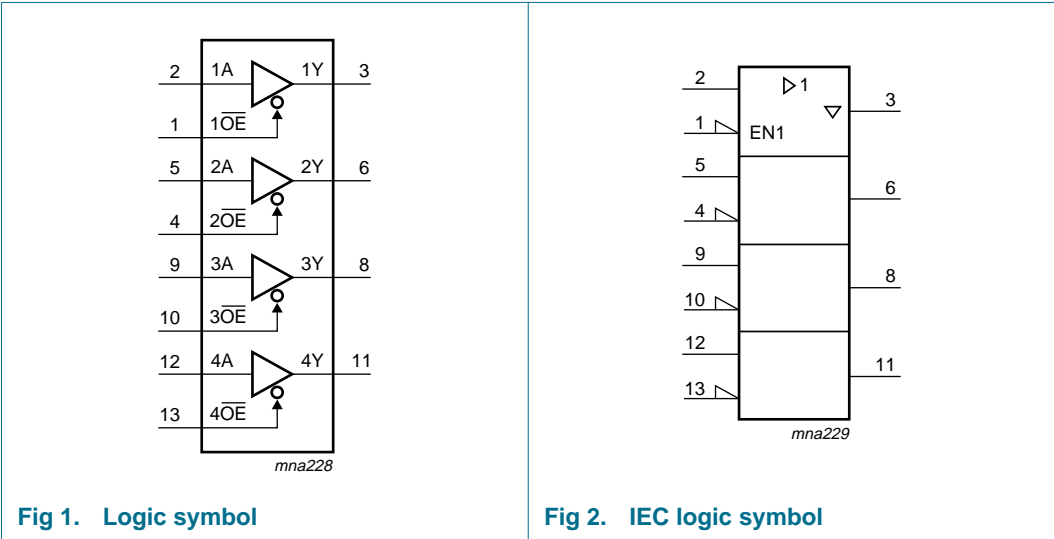 2 1A 1Y 3
1 1OE
5 2A 2Y 6
4 2OE
9 3A 3Y 8
10 3OE
12 4A 4Y 11
13 4OE
mna228
Fig 1. Logic symbol
2 1 3
1 EN1
5 6
4
9 8
10
12 11
13
mna229
Fig 2. IEC logic symbol